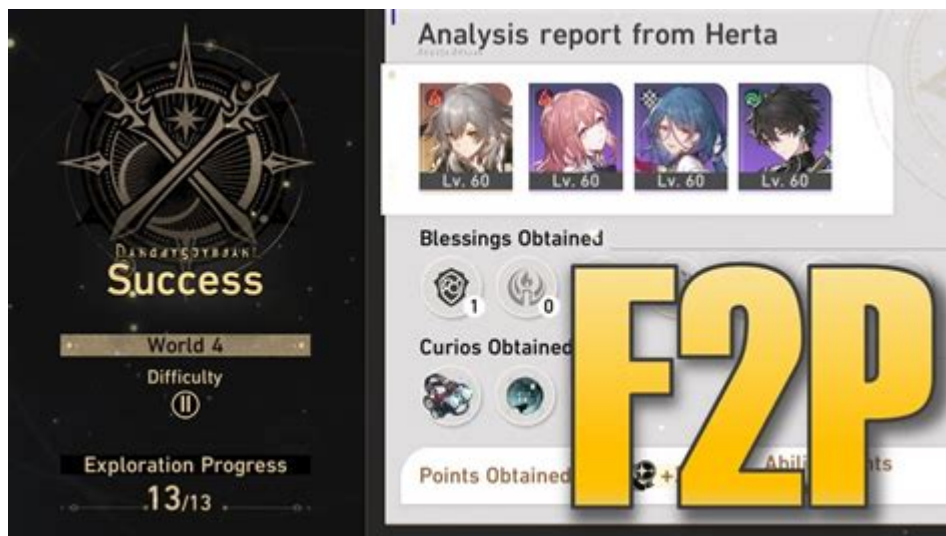 Success
World 4
Difficulty
II
Exploration Progress
13/13
Analysis report from Herta
Lv. 60
Lv. 60
Lv. 60
Lv. 60
Blessings Obtained
1
0
Curios Obtained
Points Obtained
F2P